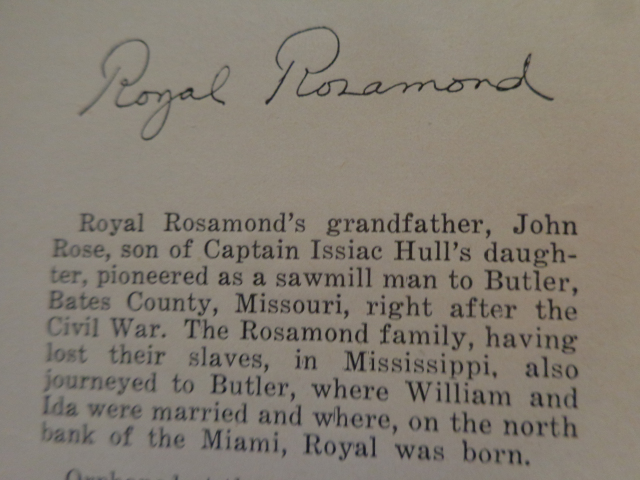 Royal Rosamond
Royal Rosamond's grandfather, John
Rose, son of Captain Issiac Hull's daugh-
ter, pioneered as a sawmill man to Butler,
Bates County, Missouri, right after the
Civil War. The Rosamond family, having
lost their slaves, in Mississippi, also
journeyed to Butler, where William and
Ida were married and where, on the north
bank of the Miami, Royal was born.